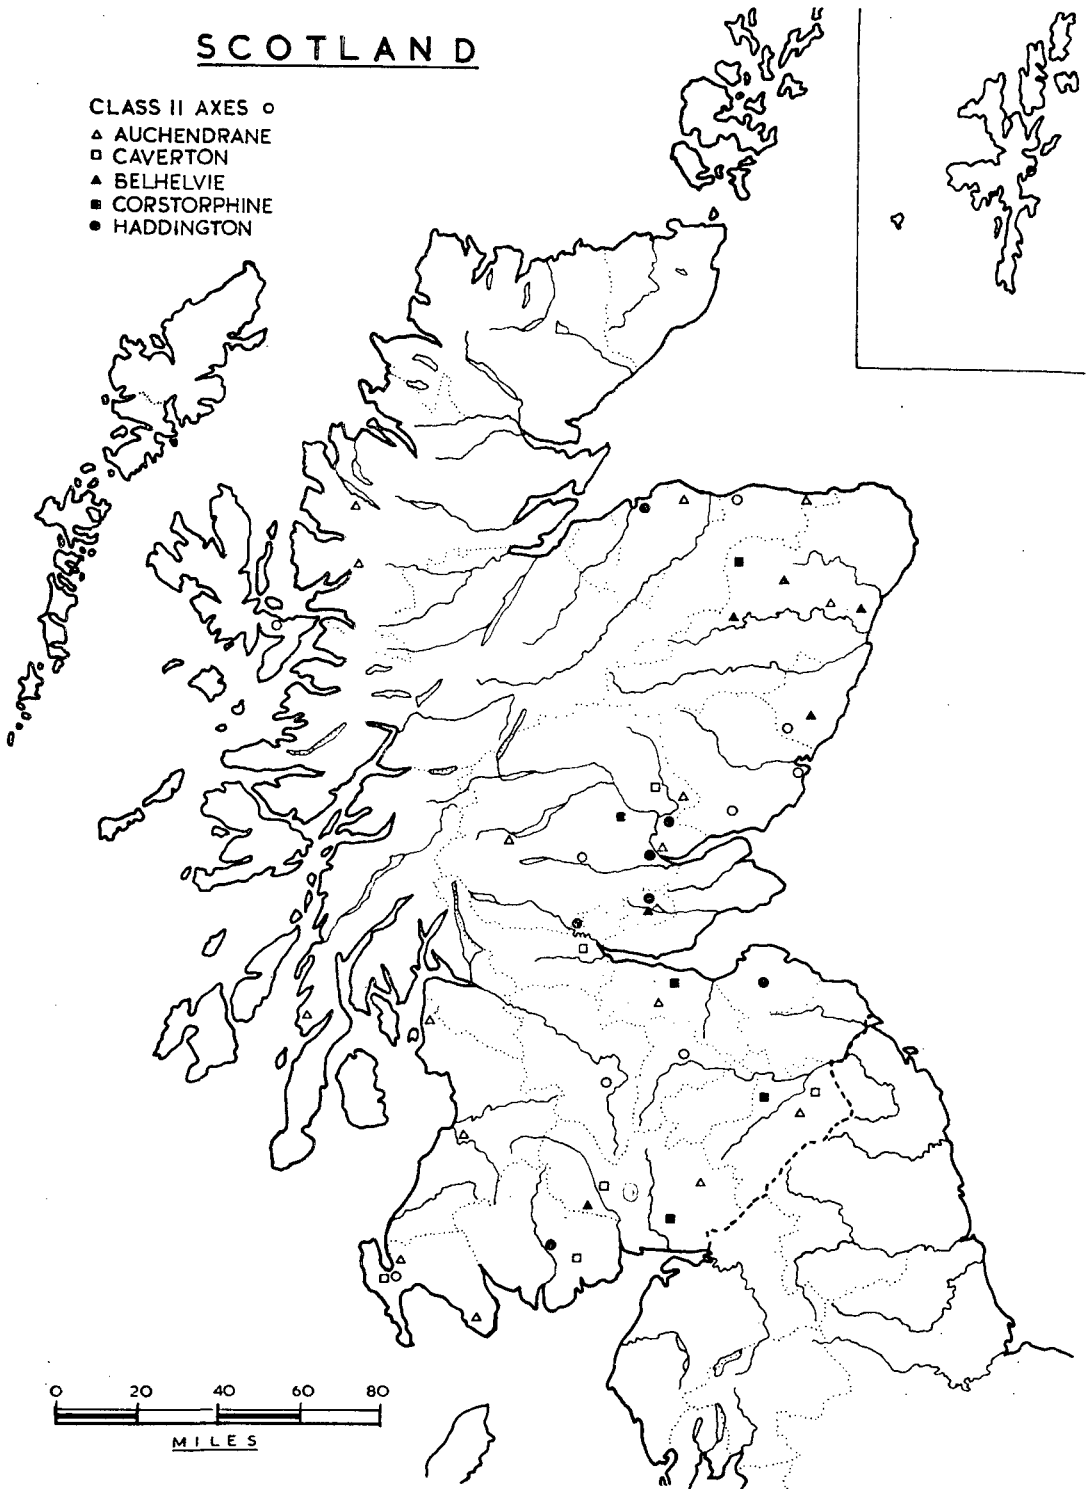 SCOTLAND
CLASS II AXES ○
△ AUCHENDRANE
□ CAVERTON
▲ BELHELVIE
■ CORSTORPHINE
● HADDINGTON
0 20 40 60 80
MILES